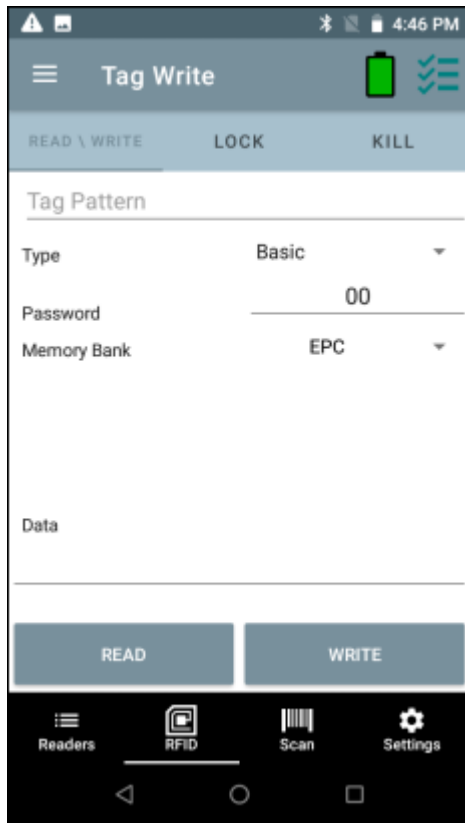 4:46 PM
Tag Write
READ \ WRITE LOCK KILL
Tag Pattern
Type Basic
Password 00
Memory Bank EPC
Data
READ WRITE
Readers RFID Scan Settings